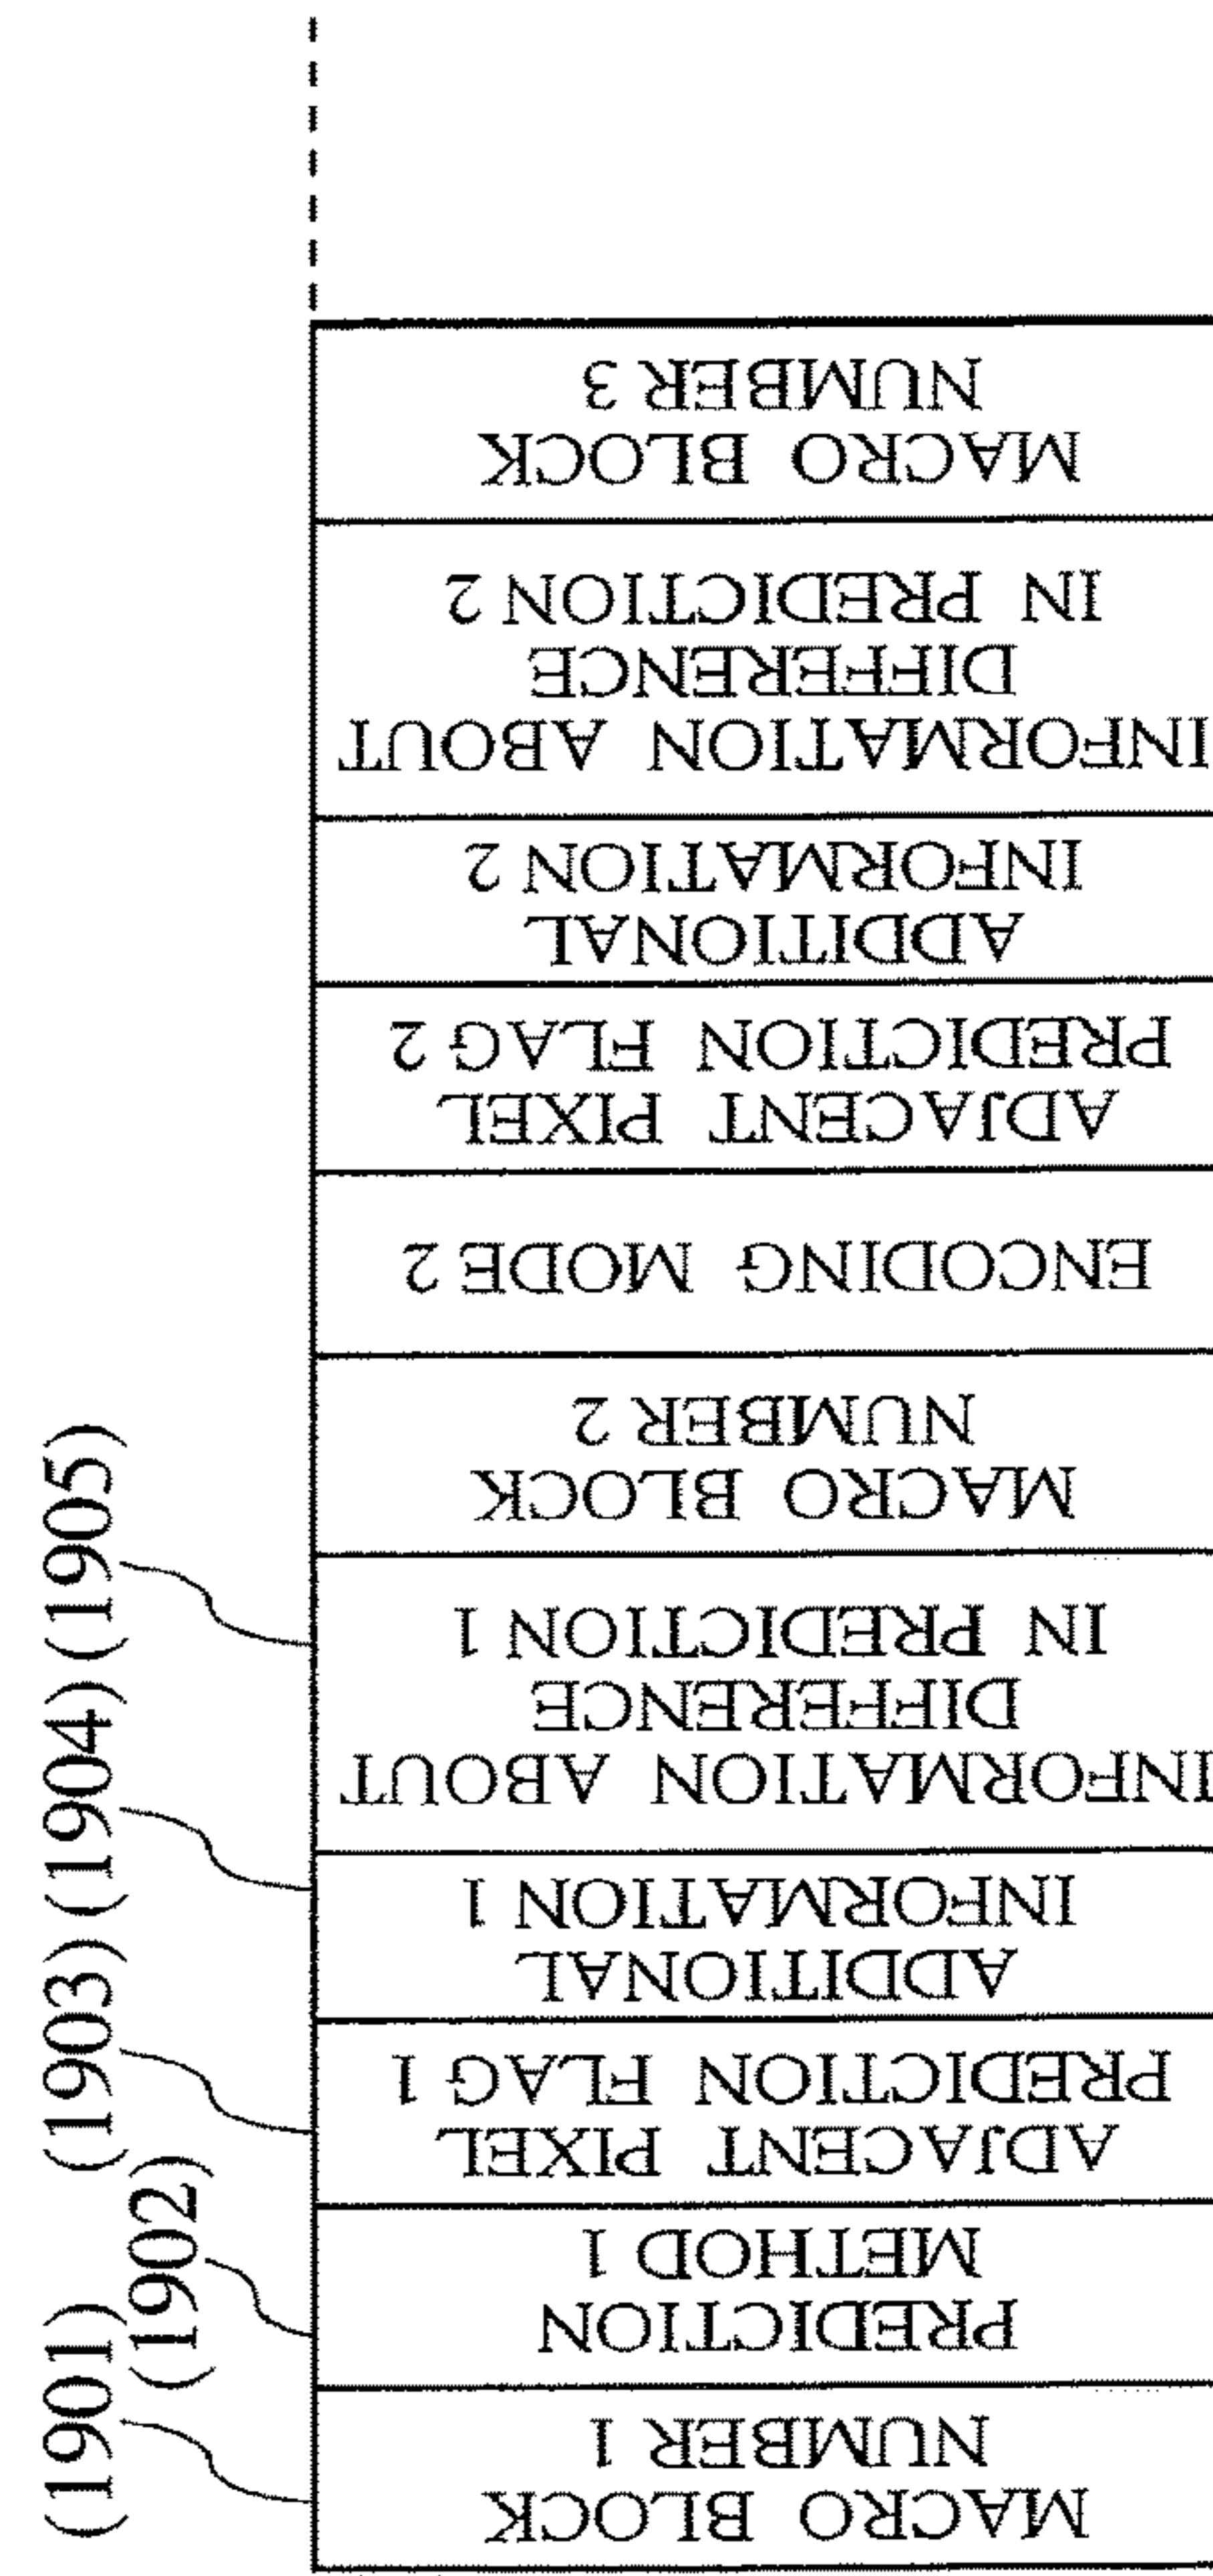 (1901)
(1902)
(1903)
(1904)
(1905)
MACRO BLOCK
NUMBER 1
PREDICTION
METHOD 1
ADJACENT PIXEL
PREDICTION FLAG 1
ADDITIONAL
INFORMATION 1
INFORMATION ABOUT
DIFFERENCE
IN PREDICTION 1
MACRO BLOCK
NUMBER 2
ENCODING MODE 2
ADJACENT PIXEL
PREDICTION FLAG 2
ADDITIONAL
INFORMATION 2
INFORMATION ABOUT
DIFFERENCE
IN PREDICTION 2
MACRO BLOCK
NUMBER 3